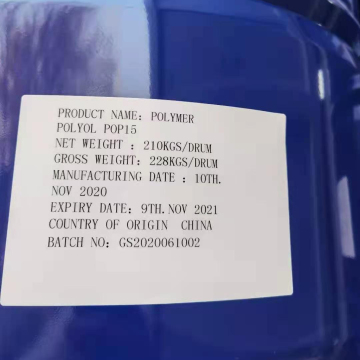 PRODUCT NAME: POLYMER
POLYOL POP15
NET WEIGHT : 210KGS/DRUM
GROSS WEIGHT: 228KGS/DRUM
MANUFACTURING DATE : 10TH.
NOV 2020
EXPIRY DATE: 9TH. NOV 2021
COUNTRY OF ORIGIN CHINA
BATCH NO: GS2020061002